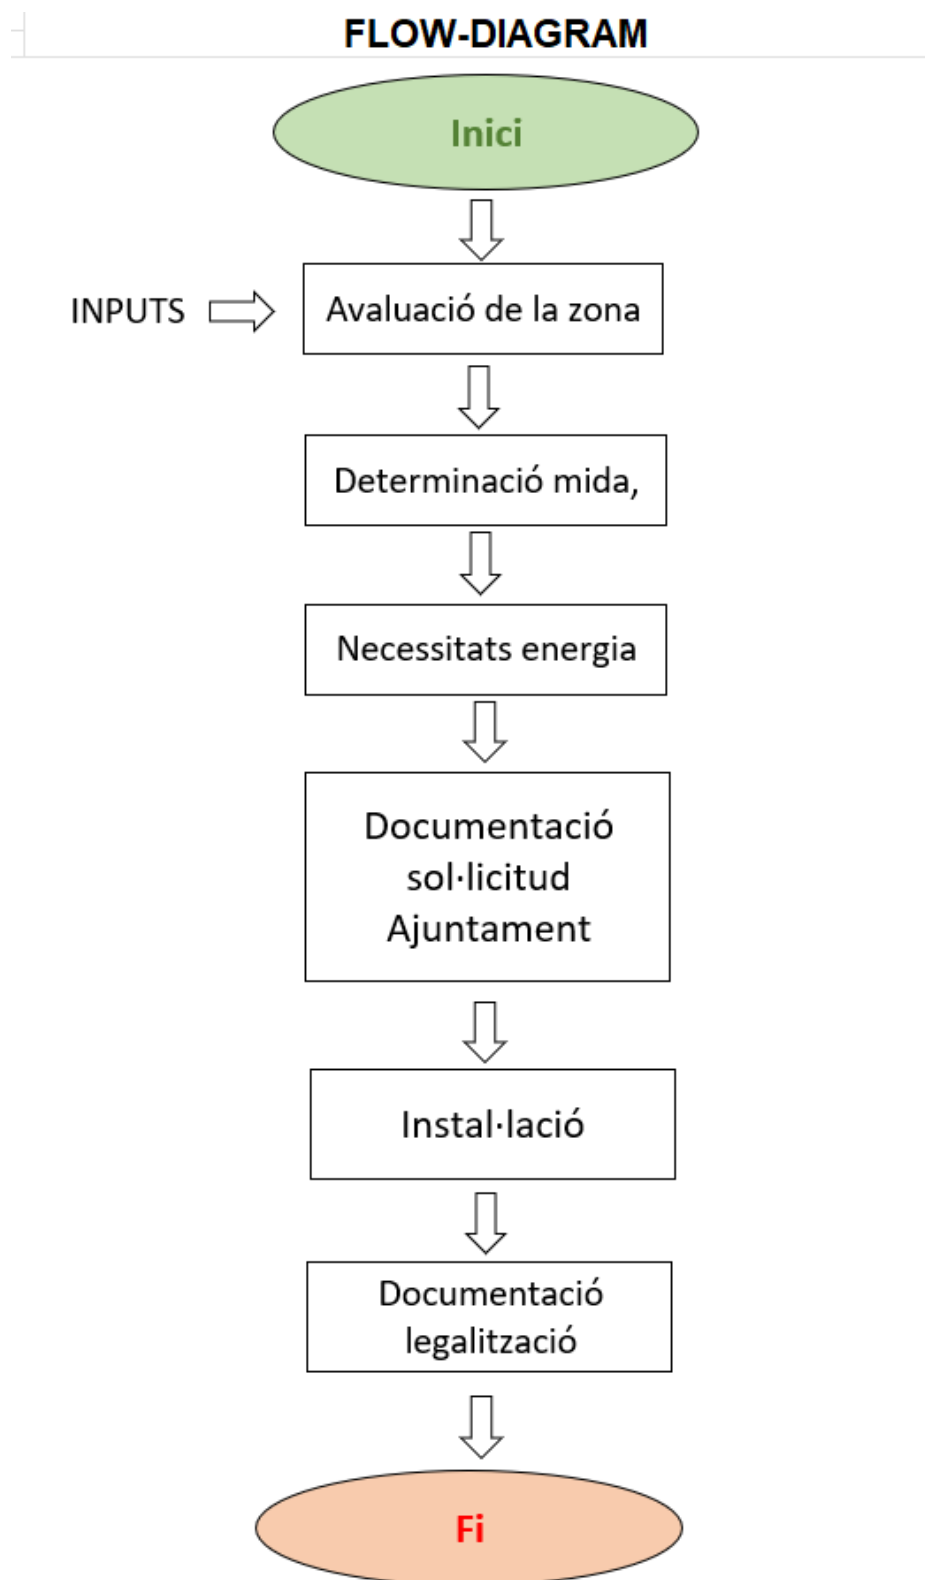 FLOW-DIAGRAM
Inici
INPUTS
Avaluació de la zona
Determinació mida,
Necessitats energia
Documentació
sol·licitud
Ajuntament
Instal·lació
Documentació
legalització
Fi